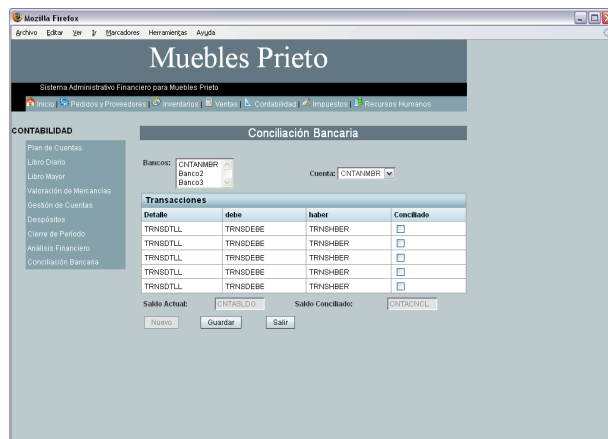 Mozilla Firefox
Archivo Editar Ver Ir Marcadores Herramientas Ayuda
Muebles Prieto
Sistema Administrativo Financiero para Muebles Prieto
Inicio | Pedidos y Proveedores | Inventarios | Ventas | Contabilidad | Impuestos | Recursos Humanos
CONTABILIDAD
Plan de Cuentas
Libro Diario
Libro Mayor
Valoración de Mercancías
Gestión de Cuentas
Despósitos
Cierre de Período
Análisis Financiero
Conciliación Bancaria
Conciliación Bancaria
Bancos: CNTANMBR
Banco2
Banco3
Cuenta: CNTANMBR
Transacciones
Detalle debe haber Conciliado
TRNSDTLL TRNSDEBE TRNSHBER
TRNSDTLL TRNSDEBE TRNSHBER
TRNSDTLL TRNSDEBE TRNSHBER
TRNSDTLL TRNSDEBE TRNSHBER
TRNSDTLL TRNSDEBE TRNSHBER
Saldo Actual: CNTASLDO Saldo Conciliado: CNTACNCL
Nuevo Guardar Salir